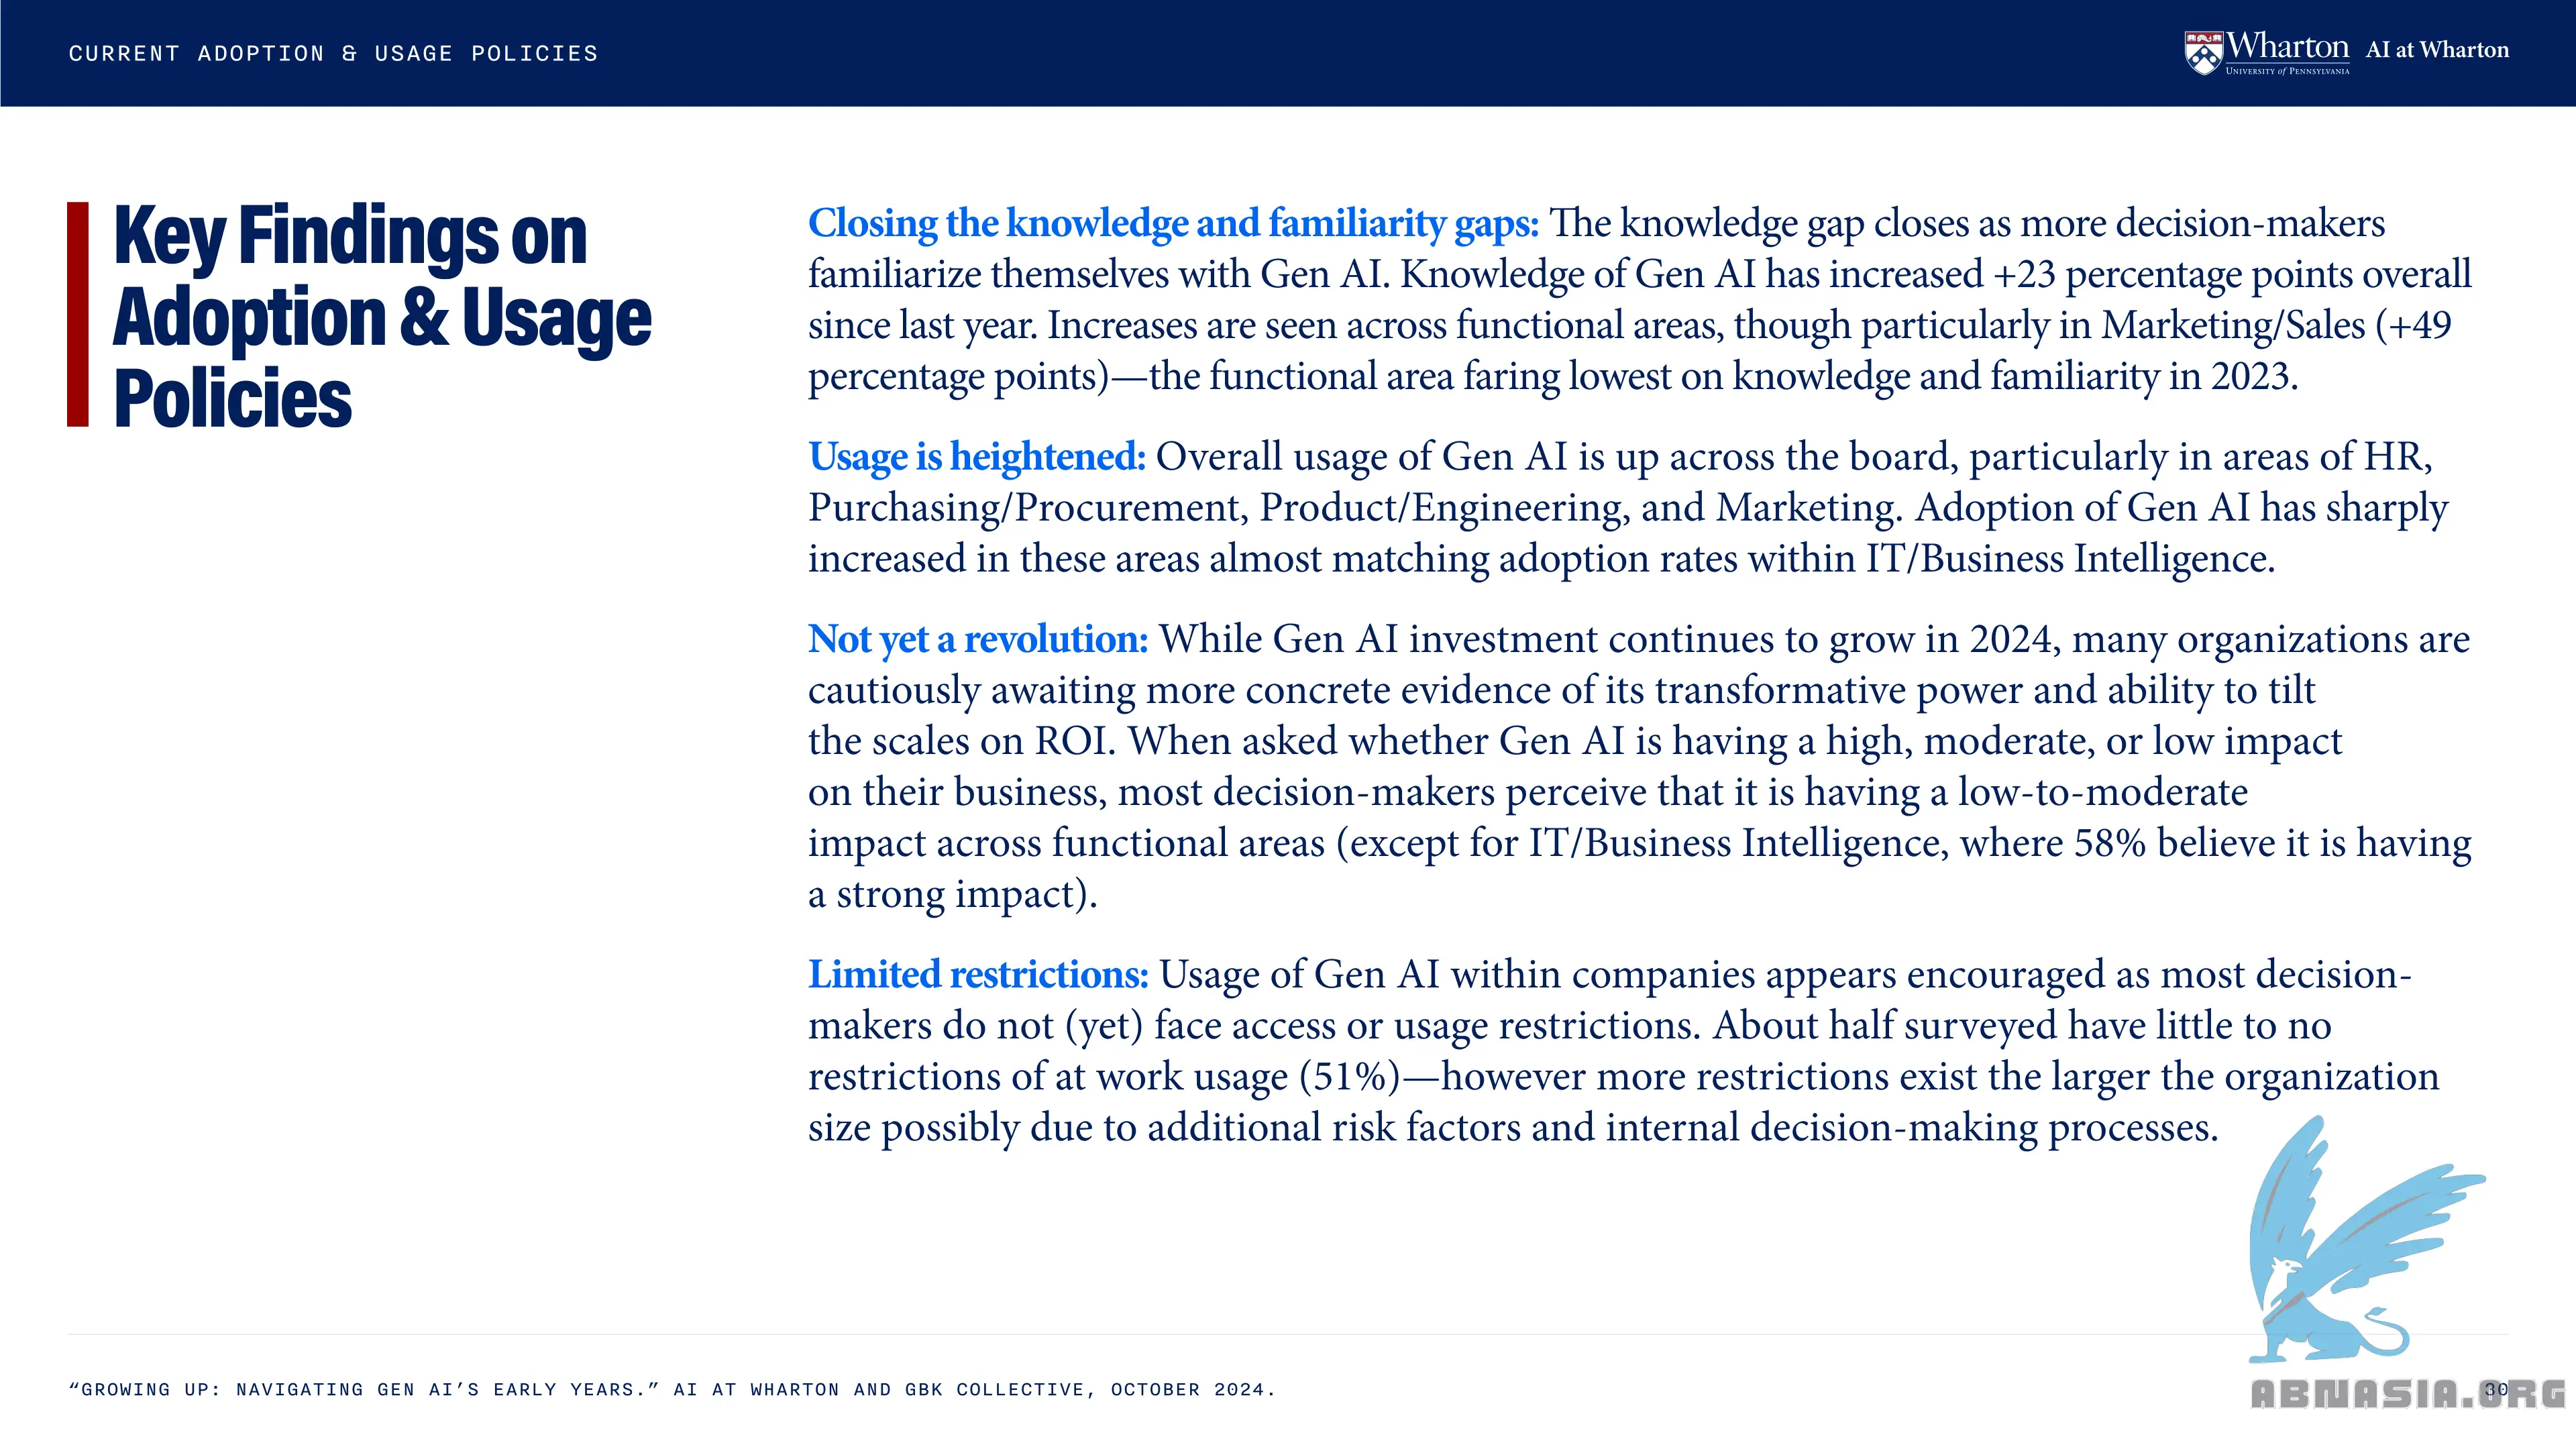 CURRENT ADOPTION & USAGE POLICIES
Wharton
UNIVERSITY of PENNSYLVANIA
AI at Wharton
Key Findings on
Adoption & Usage
Policies
Closing the knowledge and familiarity gaps: The knowledge gap closes as more decision-makers
familiarize themselves with Gen AI. Knowledge of Gen AI has increased +23 percentage points overall
since last year. Increases are seen across functional areas, though particularly in Marketing/Sales (+49
percentage points)—the functional area faring lowest on knowledge and familiarity in 2023.
Usage is heightened: Overall usage of Gen AI is up across the board, particularly in areas of HR,
Purchasing/Procurement, Product/Engineering, and Marketing. Adoption of Gen AI has sharply
increased in these areas almost matching adoption rates within IT/Business Intelligence.
Not yet a revolution: While Gen AI investment continues to grow in 2024, many organizations are
cautiously awaiting more concrete evidence of its transformative power and ability to tilt
the scales on ROI. When asked whether Gen AI is having a high, moderate, or low impact
on their business, most decision-makers perceive that it is having a low-to-moderate
impact across functional areas (except for IT/Business Intelligence, where 58% believe it is having
a strong impact).
Limited restrictions: Usage of Gen AI within companies appears encouraged as most decision-
makers do not (yet) face access or usage restrictions. About half surveyed have little to no
restrictions of at work usage (51%)—however more restrictions exist the larger the organization
size possibly due to additional risk factors and internal decision-making processes.
“GROWING UP: NAVIGATING GEN AI’S EARLY YEARS.” AI AT WHARTON AND GBK COLLECTIVE, OCTOBER 2024.
30
ABNASIA.ORG